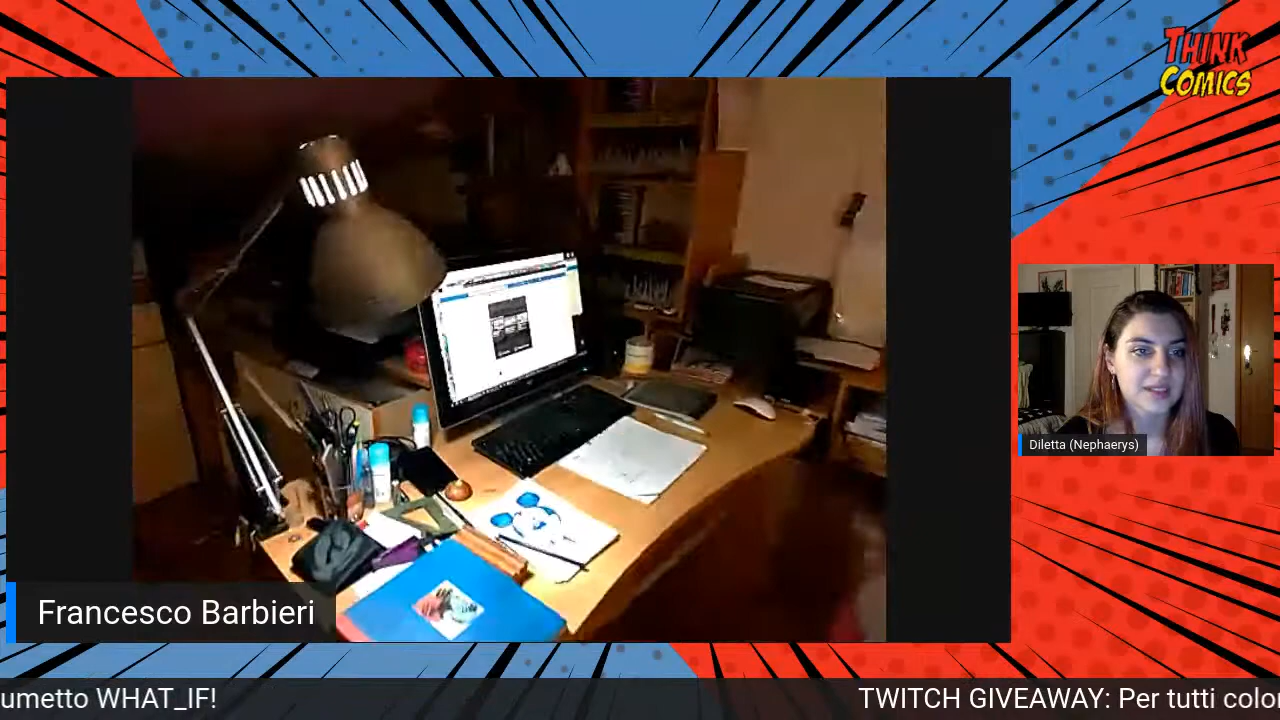 THINK
COMICS
Diletta (Nephaerys)
Francesco Barbieri
umetto WHAT_IF!
TWITCH GIVEAWAY: Per tutti color